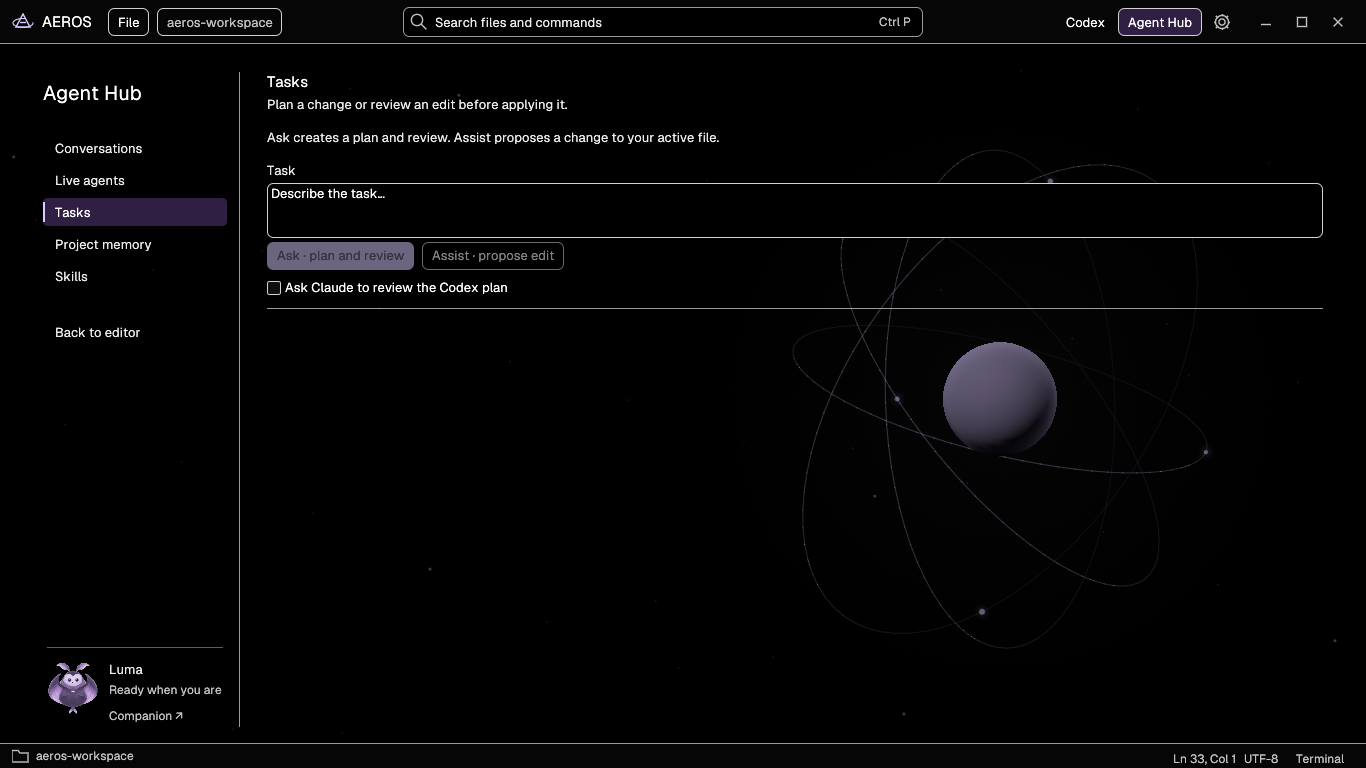 AEROS File aeros-workspace Search files and commands Ctrl P Codex Agent Hub
Agent Hub
Conversations
Live agents
Tasks
Project memory
Skills
Back to editor
Luma
Ready when you are
Companion ↗
Tasks
Plan a change or review an edit before applying it.
Ask creates a plan and review. Assist proposes a change to your active file.
Task
Describe the task...
Ask · plan and review Assist · propose edit
Ask Claude to review the Codex plan
aeros-workspace Ln 33, Col 1 UTF-8 Terminal